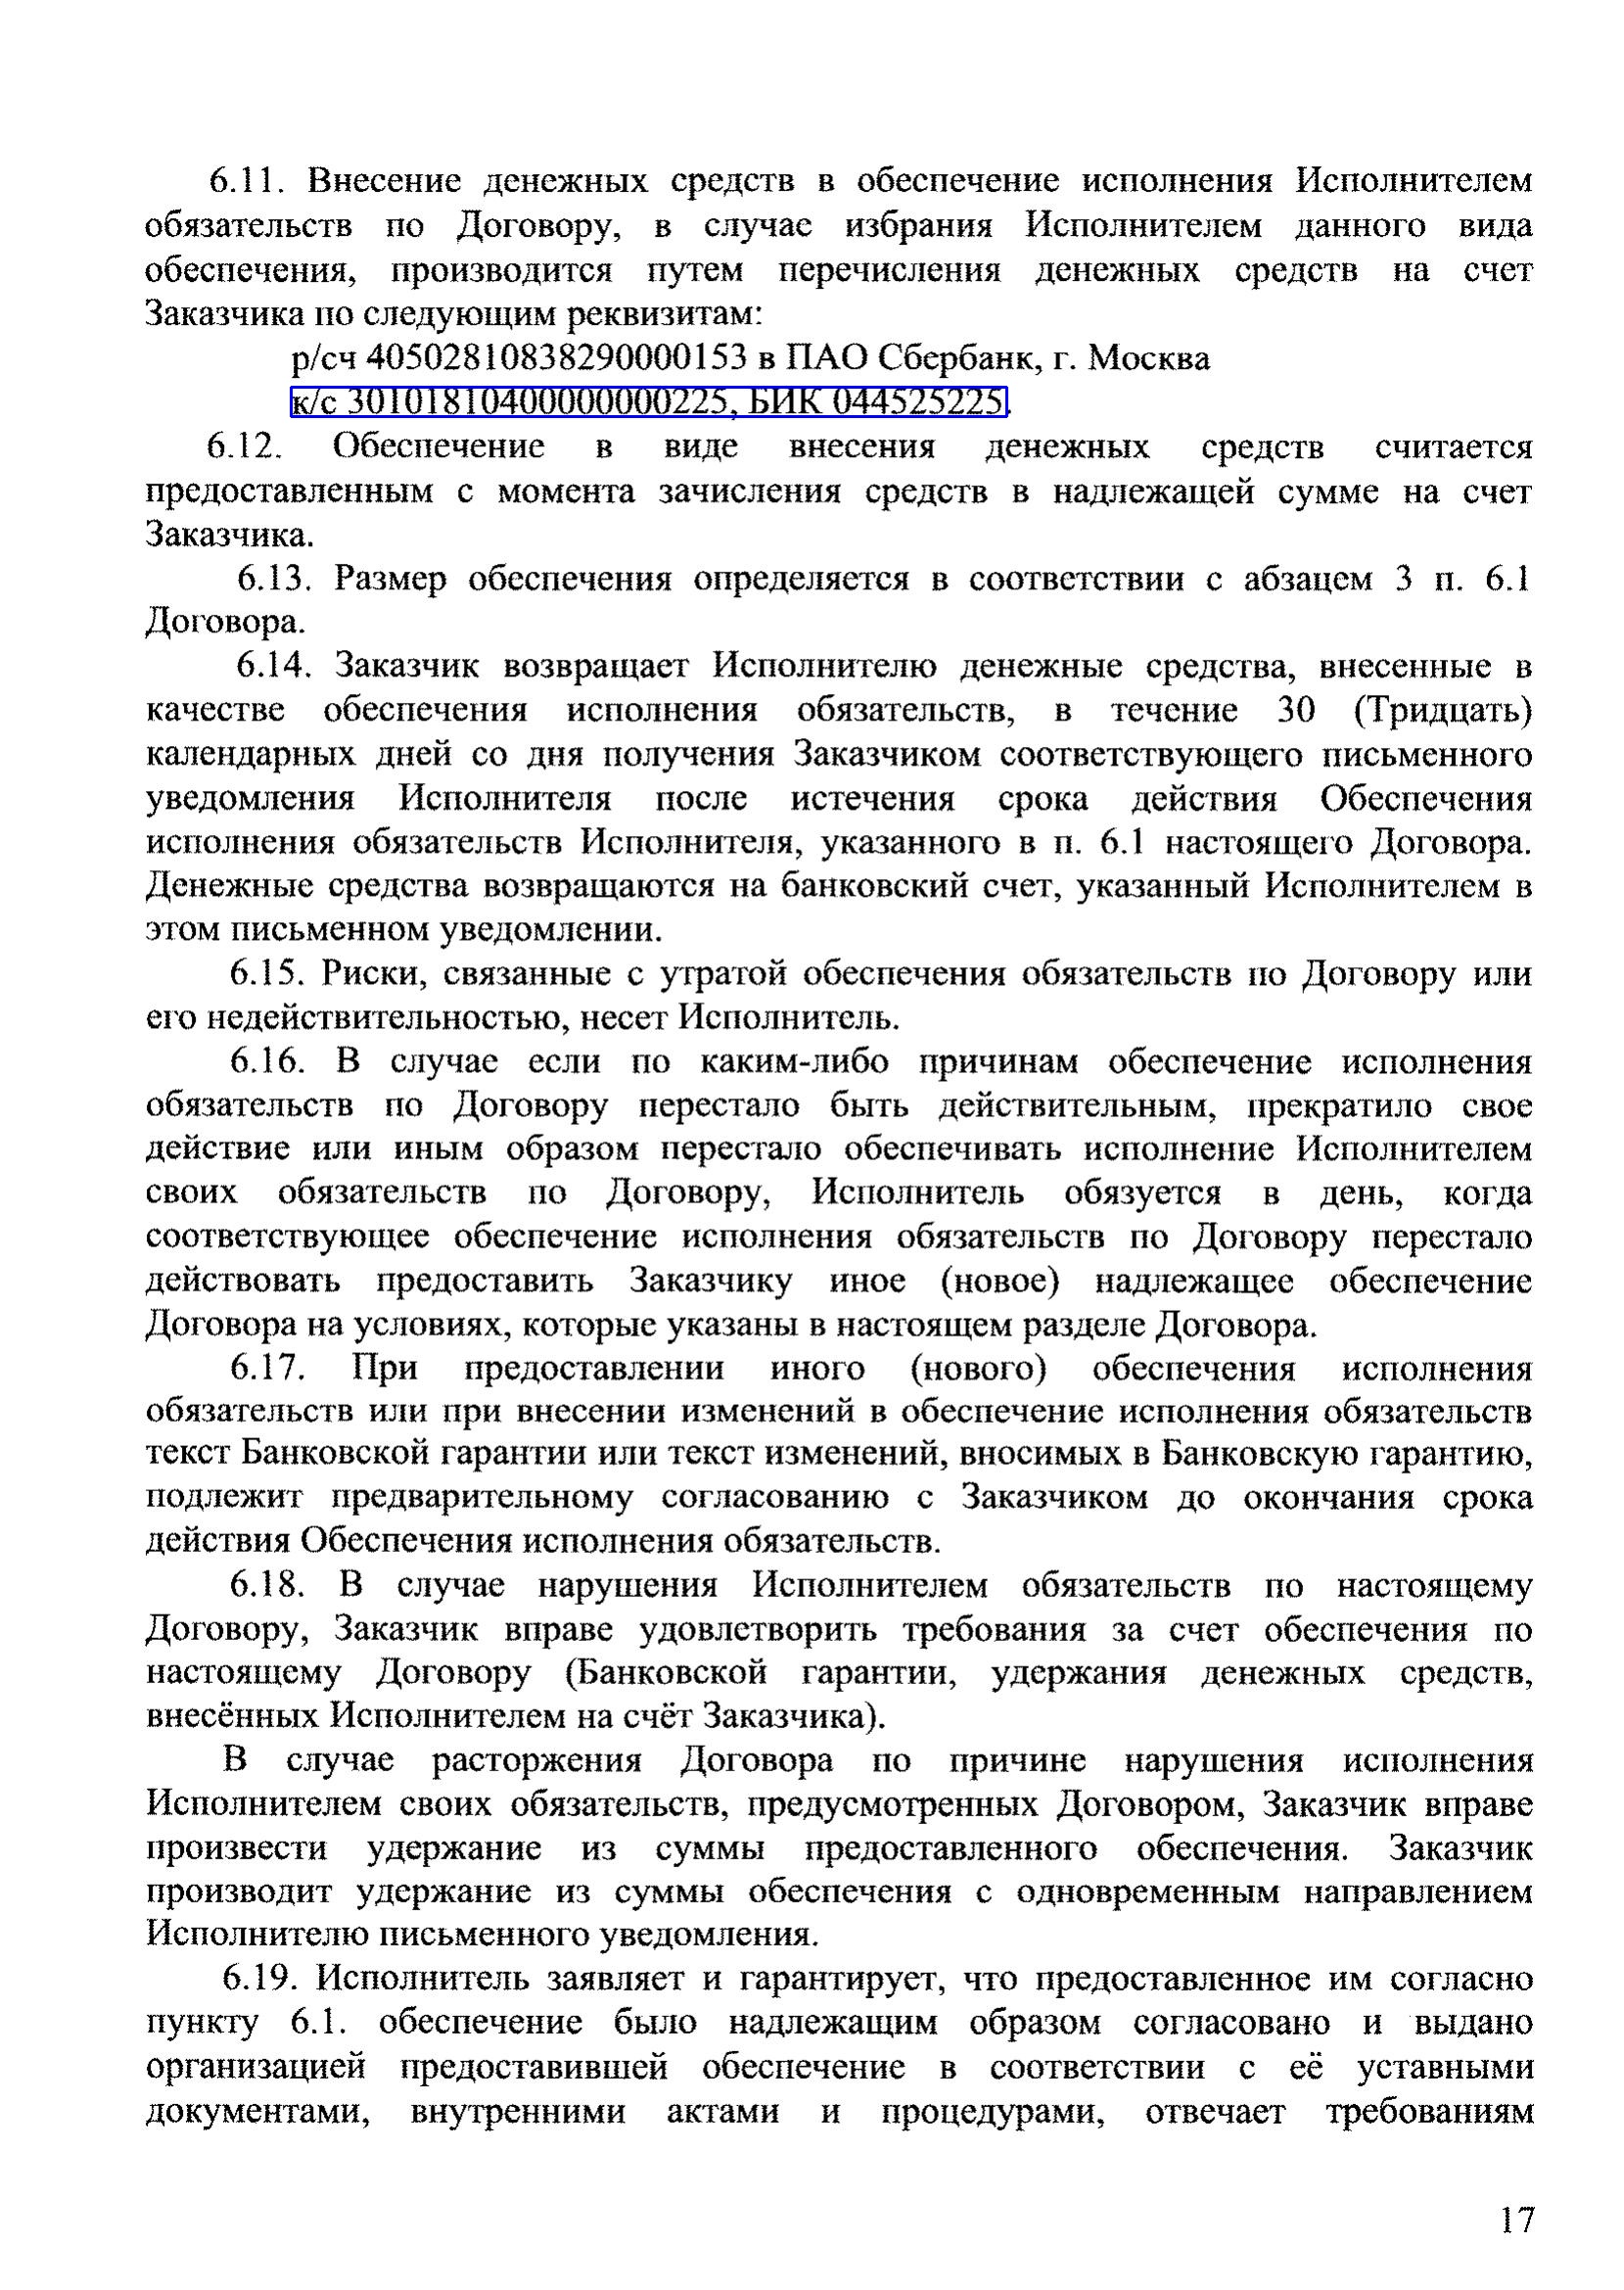 6.11. Внесение денежных средств в обеспечение исполнения Исполнителем
обязательств по Договору, в случае избрания Исполнителем данного вида
обеспечения, производится путем перечисления денежных средств на счет
Заказчика по следующим реквизитам:
р/сч 40502810838290000153 в ПАО Сбербанк, г. Москва
к/с 30101810400000000225, БИК 044525225.
6.12. Обеспечение в виде внесения денежных средств считается
предоставленным с момента зачисления средств в надлежащей сумме на счет
Заказчика.
6.13. Размер обеспечения определяется в соответствии с абзацем 3 п. 6.1
Договора.
6.14. Заказчик возвращает Исполнителю денежные средства, внесенные в
качестве обеспечения исполнения обязательств, в течение 30 (Тридцать)
календарных дней со дня получения Заказчиком соответствующего письменного
уведомления Исполнителя после истечения срока действия Обеспечения
исполнения обязательств Исполнителя, указанного в п. 6.1 настоящего Договора.
Денежные средства возвращаются на банковский счет, указанный Исполнителем в
этом письменном уведомлении.
6.15. Риски, связанные с утратой обеспечения обязательств по Договору или
его недействительностью, несет Исполнитель.
6.16. В случае если по каким-либо причинам обеспечение исполнения
обязательств по Договору перестало быть действительным, прекратило свое
действие или иным образом перестало обеспечивать исполнение Исполнителем
своих обязательств по Договору, Исполнитель обязуется в день, когда
соответствующее обеспечение исполнения обязательств по Договору перестало
действовать предоставить Заказчику иное (новое) надлежащее обеспечение
Договора на условиях, которые указаны в настоящем разделе Договора.
6.17. При предоставлении иного (нового) обеспечения исполнения
обязательств или при внесении изменений в обеспечение исполнения обязательств
текст Банковской гарантии или текст изменений, вносимых в Банковскую гарантию,
подлежит предварительному согласованию с Заказчиком до окончания срока
действия Обеспечения исполнения обязательств.
6.18. В случае нарушения Исполнителем обязательств по настоящему
Договору, Заказчик вправе удовлетворить требования за счет обеспечения по
настоящему Договору (Банковской гарантии, удержания денежных средств,
внесённых Исполнителем на счёт Заказчика).
В случае расторжения Договора по причине нарушения исполнения
Исполнителем своих обязательств, предусмотренных Договором, Заказчик вправе
произвести удержание из суммы предоставленного обеспечения. Заказчик
производит удержание из суммы обеспечения с одновременным направлением
Исполнителю письменного уведомления.
6.19. Исполнитель заявляет и гарантирует, что предоставленное им согласно
пункту 6.1. обеспечение было надлежащим образом согласовано и выдано
организацией предоставившей обеспечение в соответствии с её уставными
документами, внутренними актами и процедурами, отвечает требованиям
17